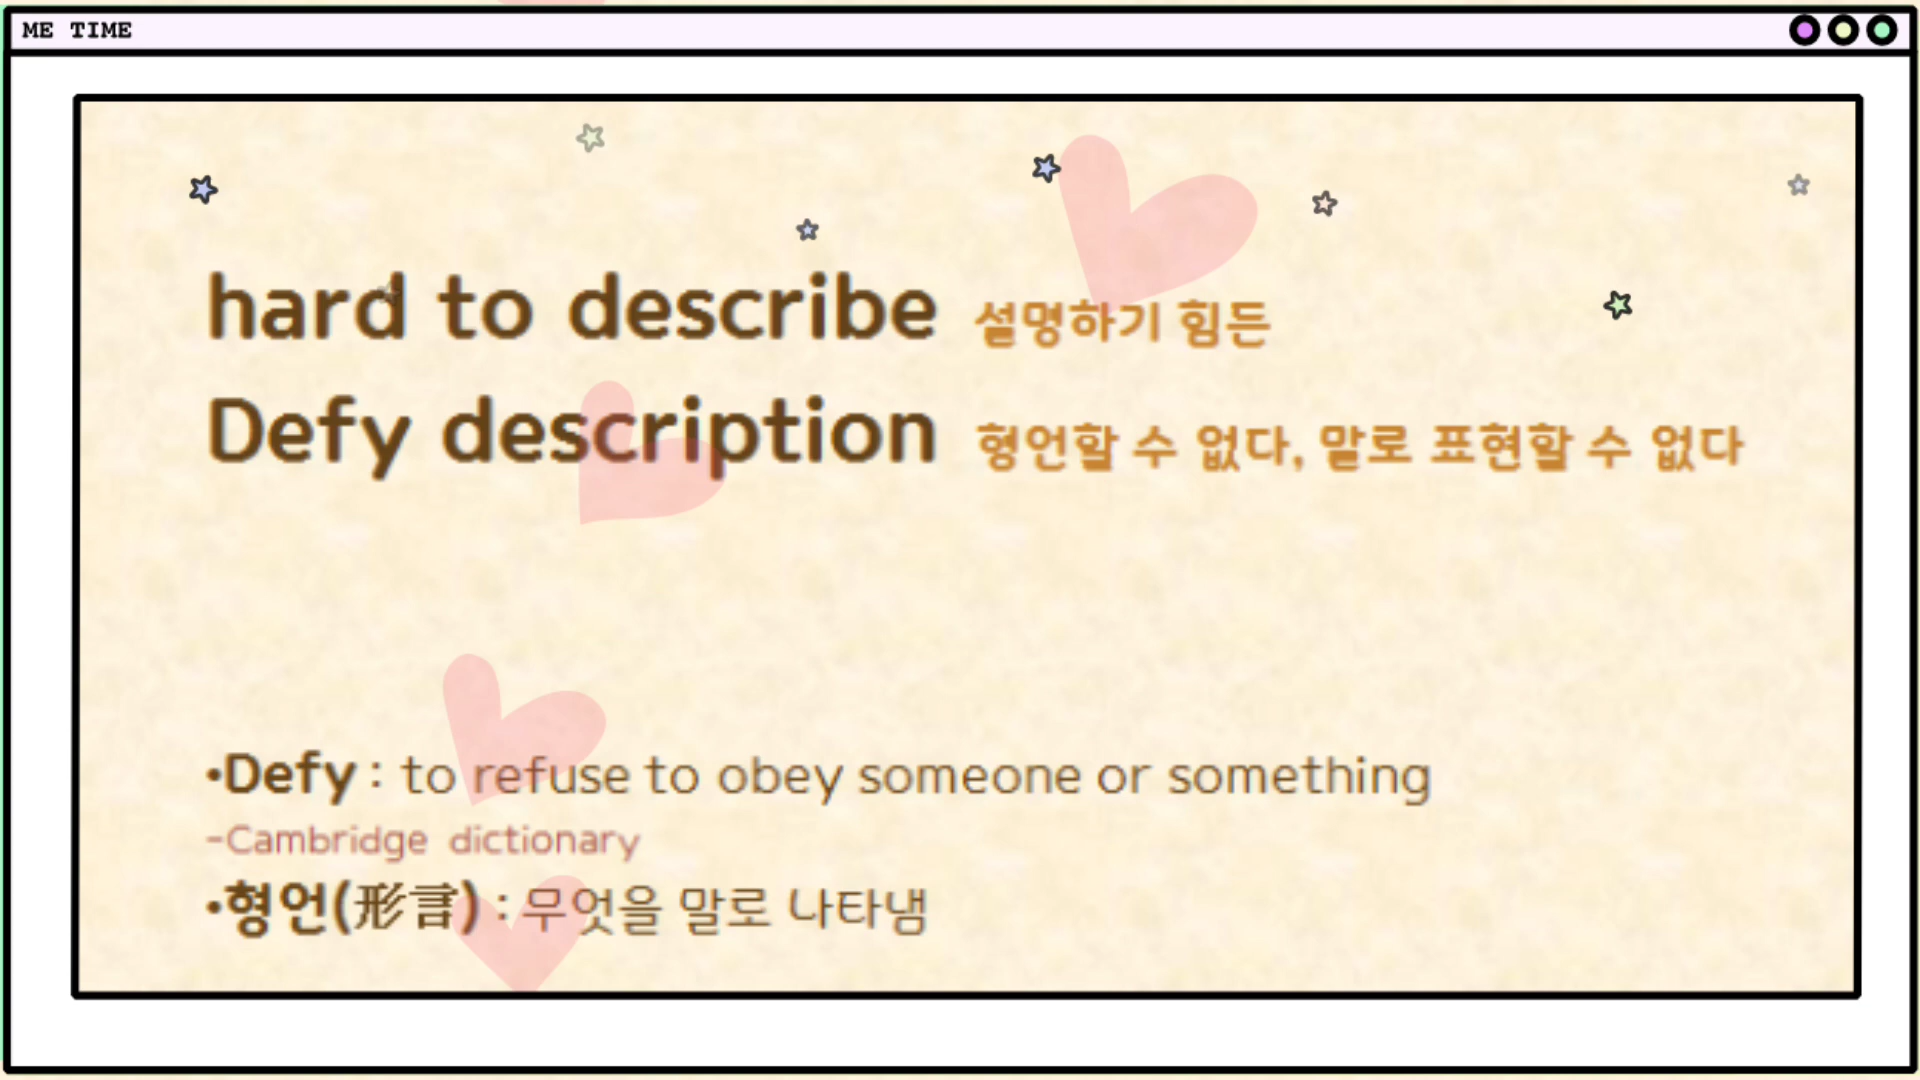 ME TIME
hard to describe 설명하기 힘든
Defy description 형언할 수 없다, 말로 표현할 수 없다
•Defy : to refuse to obey someone or something
-Cambridge dictionary
•형언(形言) : 무엇을 말로 나타냄